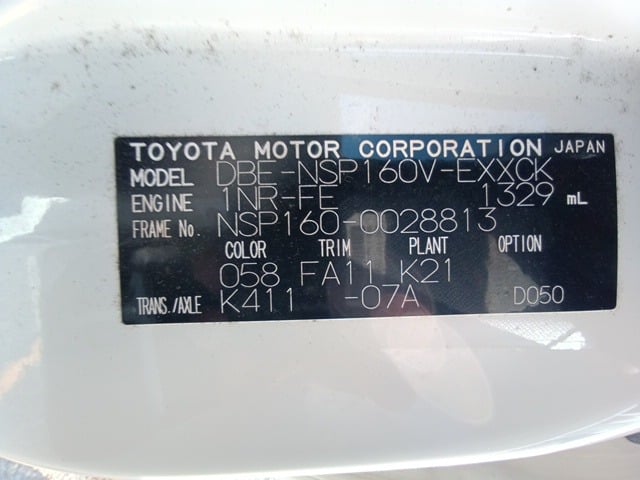 TOYOTA MOTOR CORPORATION JAPAN
MODEL DBE-NSP160V-EXXCK
ENGINE 1NR-FE 1329 mL
FRAME No. NSP160-0028813
COLOR TRIM PLANT OPTION
058 FA11 K21
TRANS./AXLE K411 -07A D050